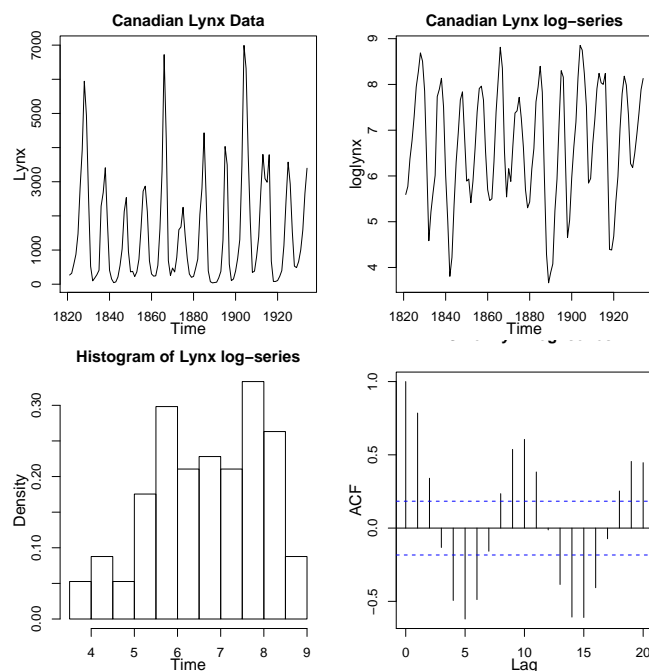 Canadian Lynx Data
Lynx
7000
5000
3000
1000
0
1820 1840 1860 1880 1900 1920
Time
Canadian Lynx log-series
loglynx
9
8
6
5
4
1820 1840 1860 1880 1900 1920
Time
Histogram of Lynx log-series
Density
0.30
0.20
0.10
0.00
4 5 6 7 8 9
Time
ACF
1.0
0.5
0.0
-0.5
0 5 10 15 20
Lag